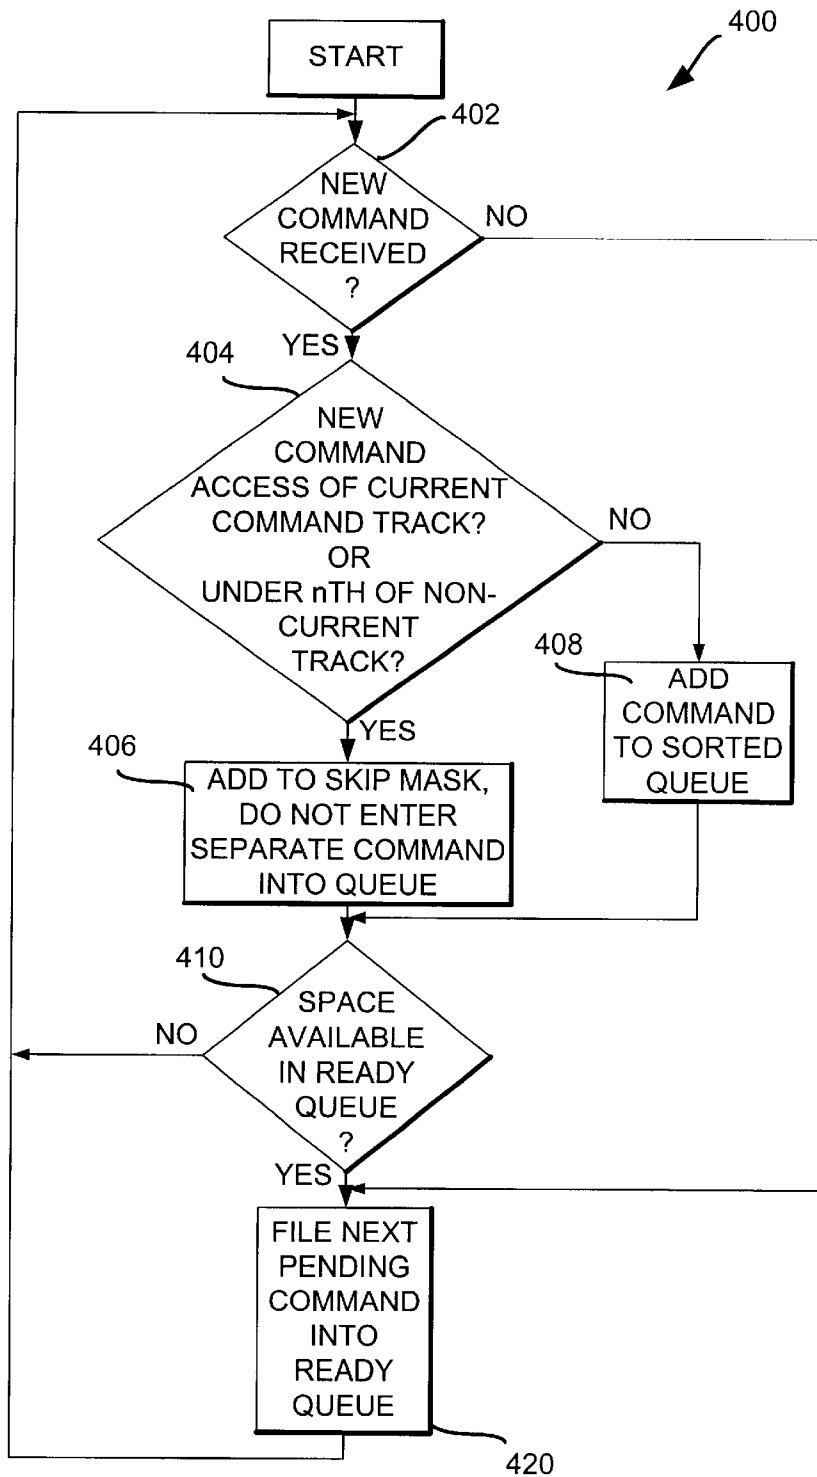 400
START
402
NEW
COMMAND
RECEIVED
?
NO
YES
404
NEW
COMMAND
ACCESS OF CURRENT
COMMAND TRACK?
OR
UNDER nTH OF NON-
CURRENT
TRACK?
NO
408
ADD
COMMAND
TO SORTED
QUEUE
YES
406
ADD TO SKIP MASK,
DO NOT ENTER
SEPARATE COMMAND
INTO QUEUE
410
SPACE
AVAILABLE
IN READY
QUEUE
?
NO
YES
FILE NEXT
PENDING
COMMAND
INTO
READY
QUEUE
420